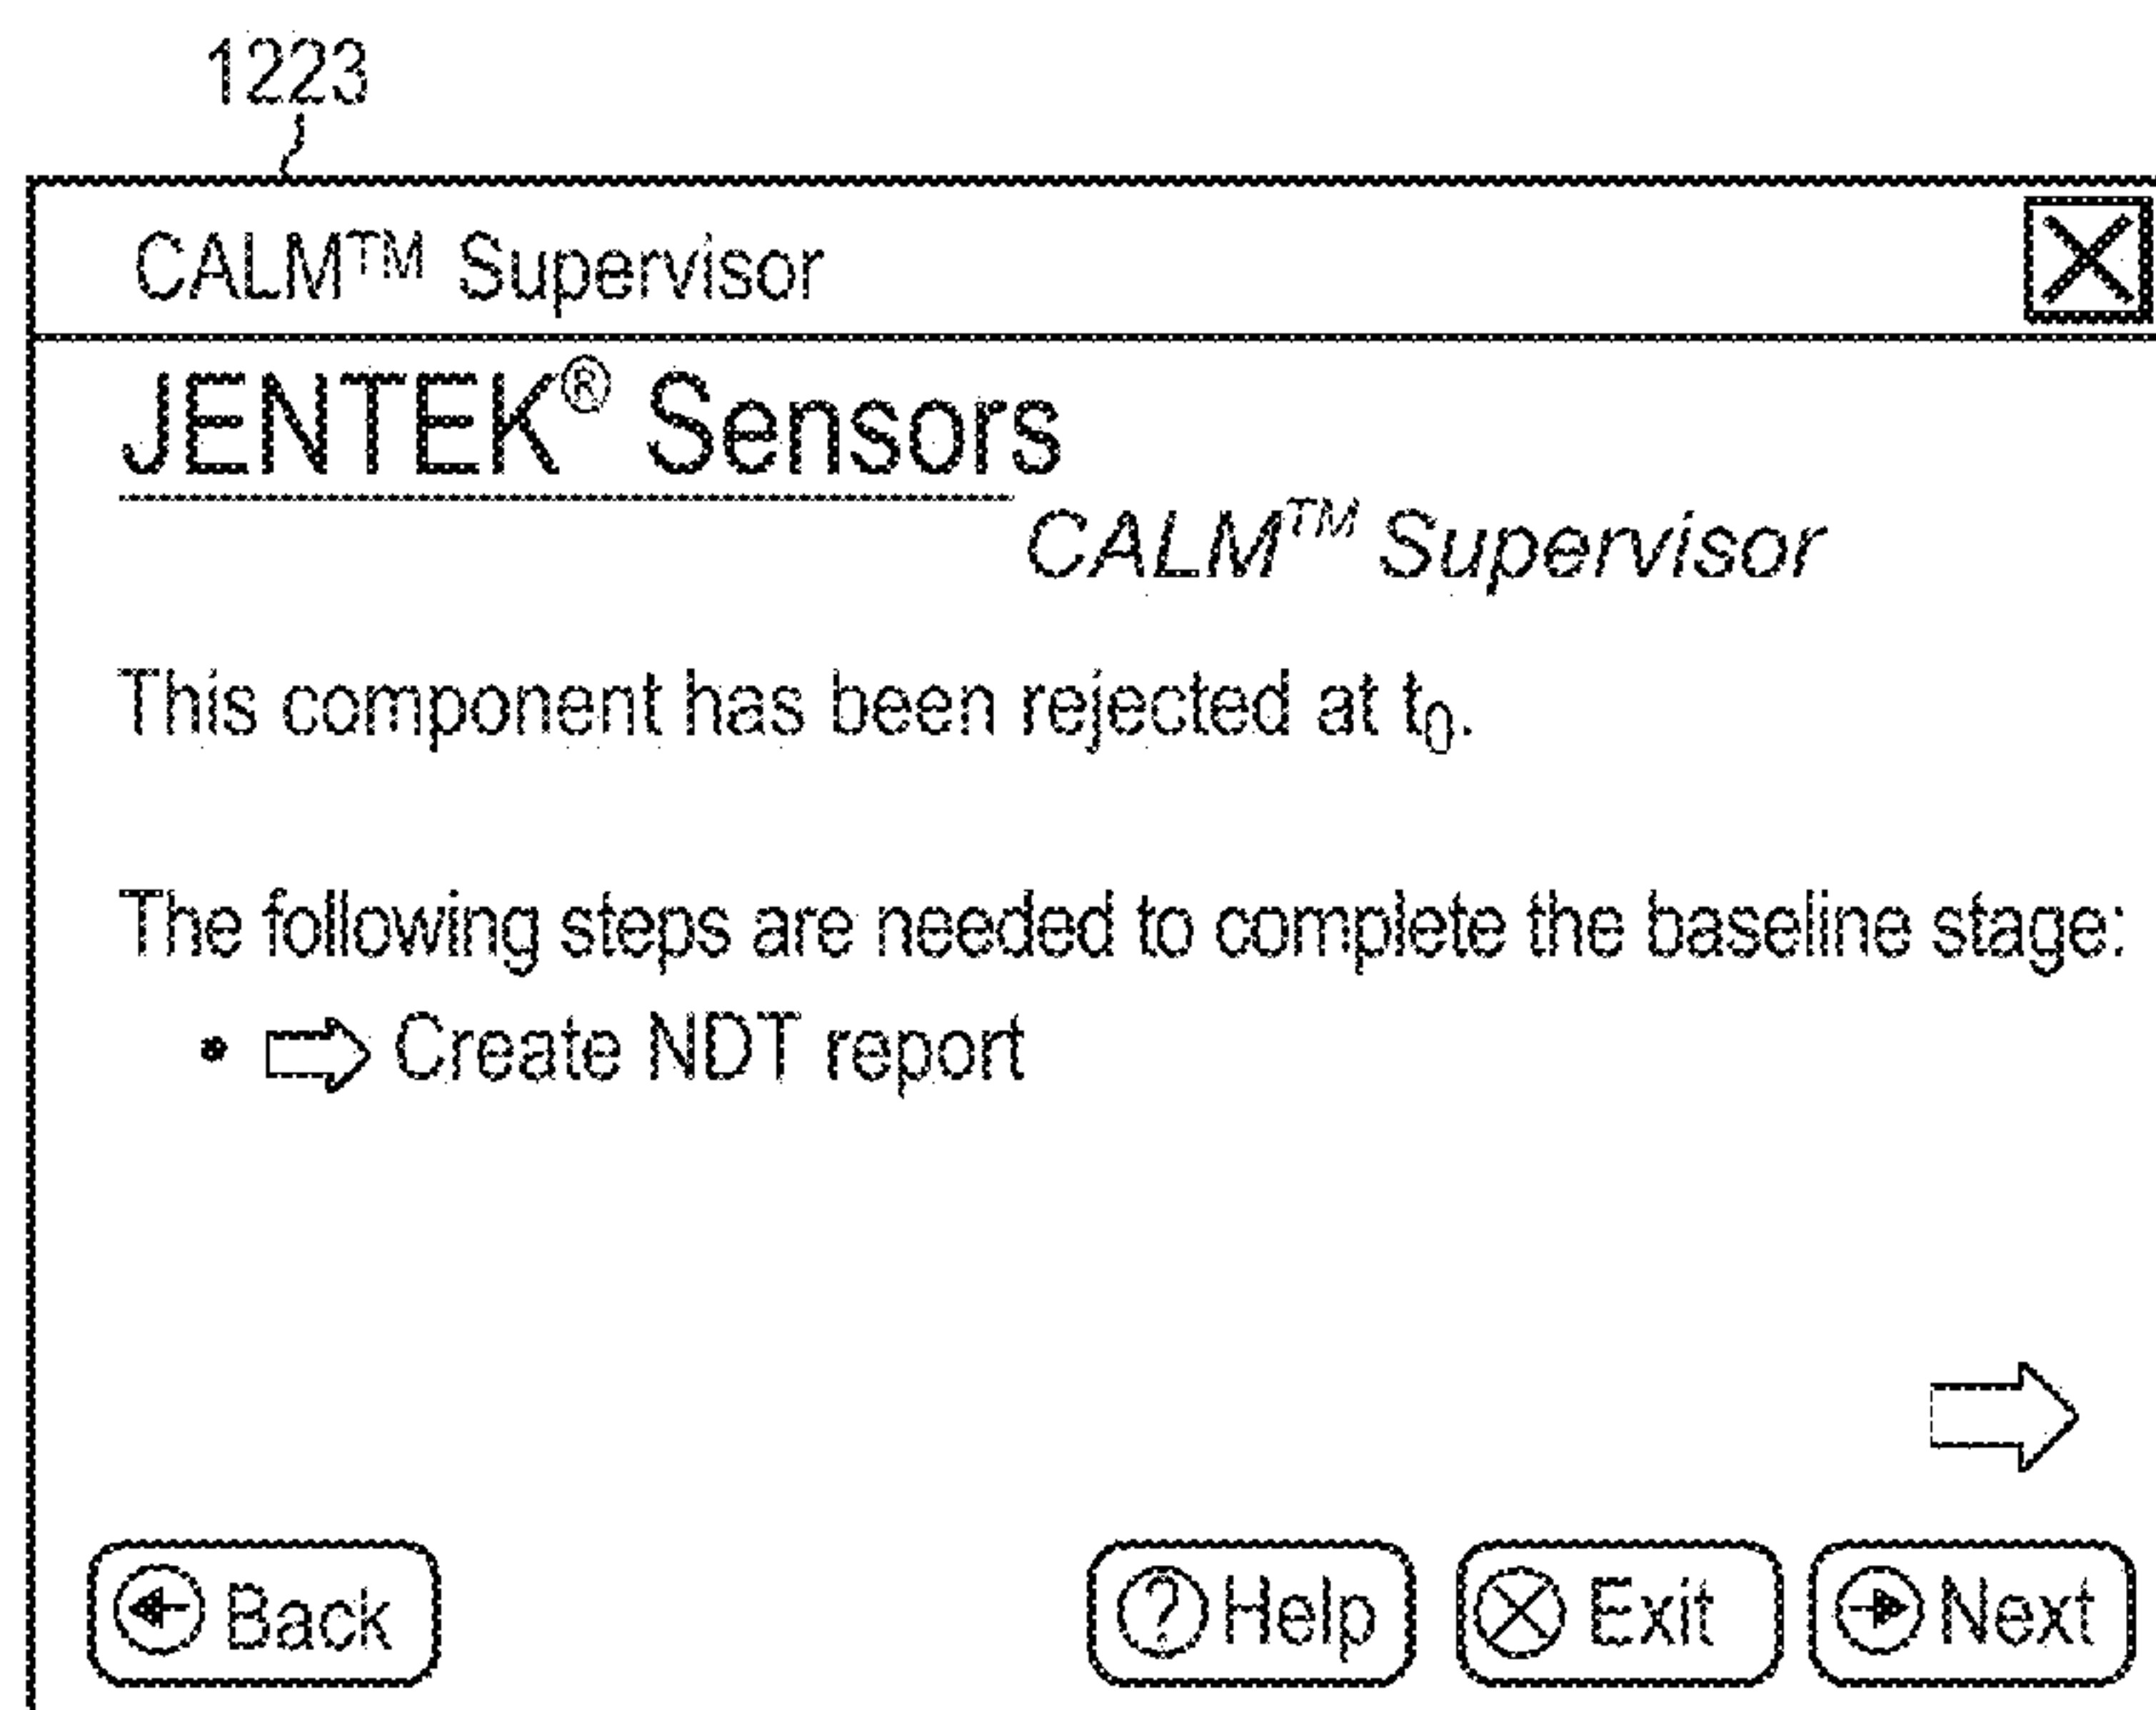 1223
CALM™ Supervisor
JENTEK® Sensors
CALM™ Supervisor
This component has been rejected at t₀.
The following steps are needed to complete the baseline stage:
• ⇨ Create NDT report
Back
Help
Exit
Next